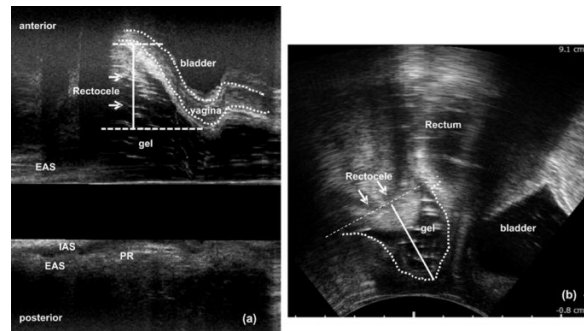 anterior
bladder
Rectocele
yagina
gel
EAS
IAS
EAS
PR
posterior
(a)
9.1 cm
Rectum
Rectocele
gel
bladder
(b)
-0.8 cm